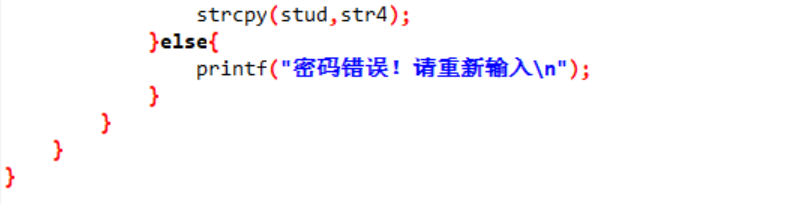 strcpy(stud,str4);
}else{
printf("密码错误！请重新输入\n");
}
}
}
}